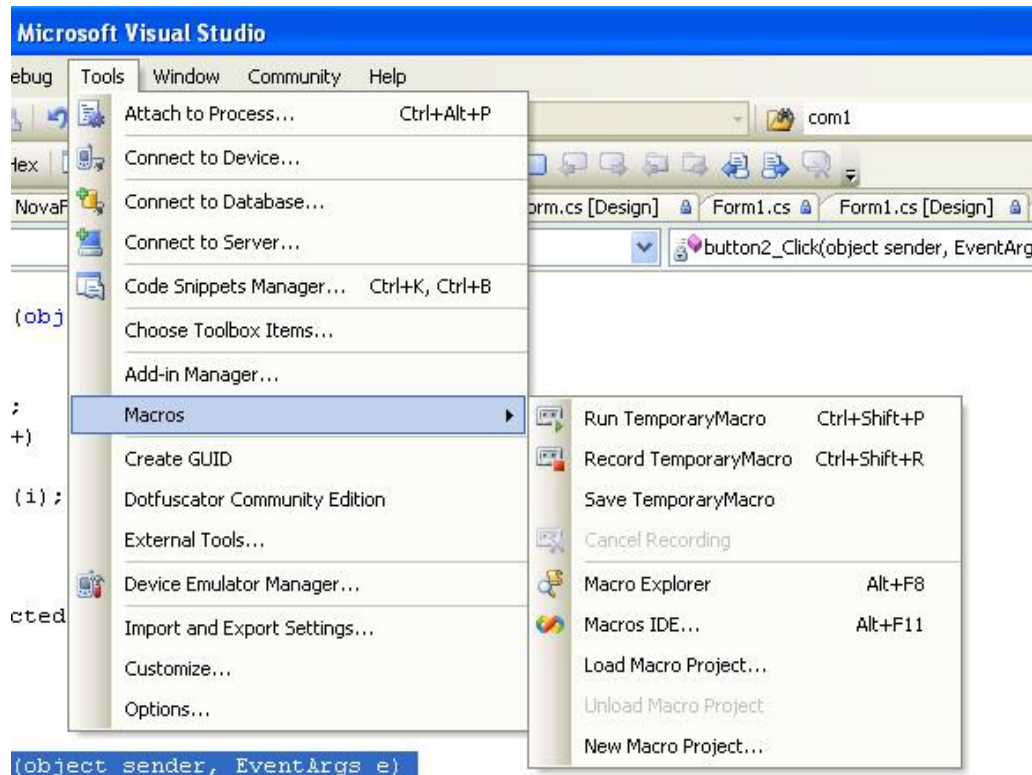 Microsoft Visual Studio
ebug Tools Window Community Help
Attach to Process... Ctrl+Alt+P
com1
Connect to Device...
Hex
Connect to Database...
NovaF
orm.cs [Design] Form1.cs Form1.cs [Design]
Connect to Server...
button2_Click(object sender, EventArg
Code Snippets Manager... Ctrl+K, Ctrl+B
(obj
Choose Toolbox Items...
Add-in Manager...
;
Macros
+)
Create GUID
(i);
Dotfuscator Community Edition
External Tools...
Device Emulator Manager...
cted
Import and Export Settings...
Customize...
Options...
Run TemporaryMacro Ctrl+Shift+P
Record TemporaryMacro Ctrl+Shift+R
Save TemporaryMacro
Cancel Recording
Macro Explorer Alt+F8
Macros IDE... Alt+F11
Load Macro Project...
Unload Macro Project
New Macro Project...
(object sender, EventArgs e)